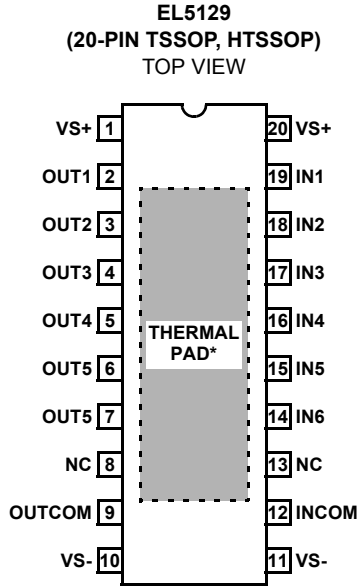 EL5129
(20-PIN TSSOP, HTSSOP)
TOP VIEW
VS+ 1 20 VS+
OUT1 2 19 IN1
OUT2 3 18 IN2
OUT3 4 17 IN3
OUT4 5 16 IN4
THERMAL
PAD*
OUT5 6 15 IN5
OUT5 7 14 IN6
NC 8 13 NC
OUTCOM 9 12 INCOM
VS- 10 11 VS-